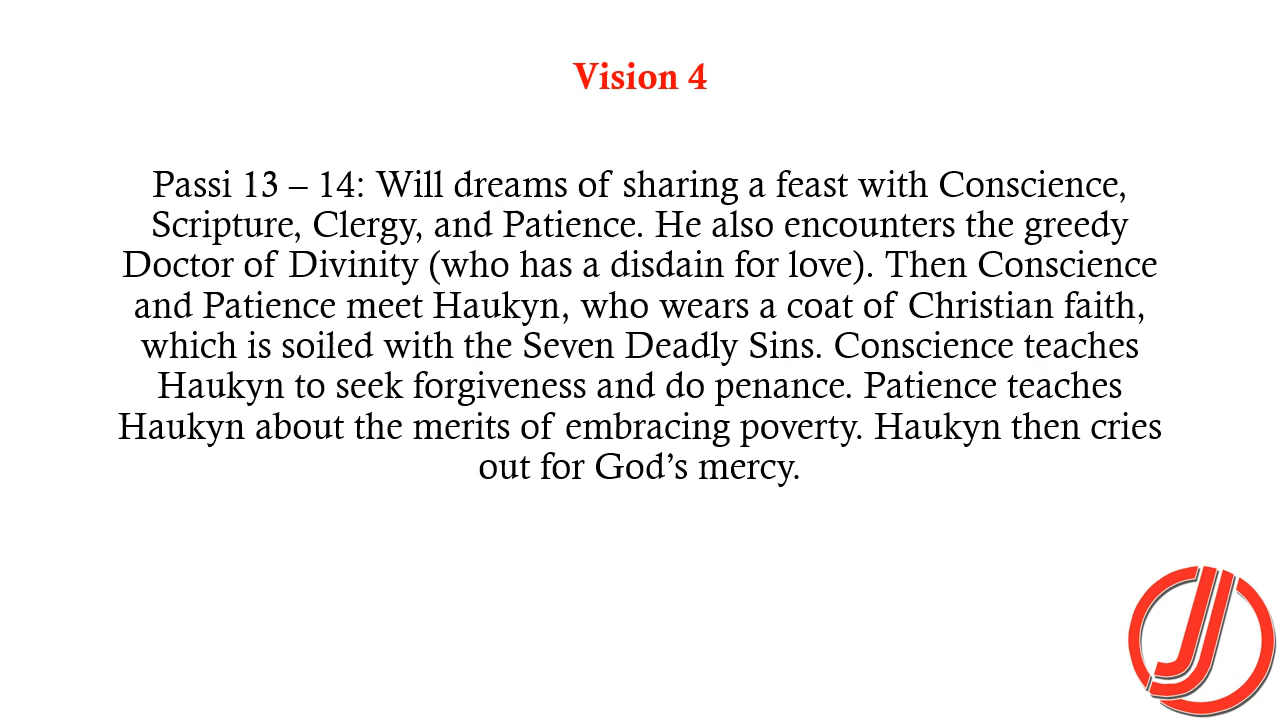 Vision 4
Passi 13 – 14: Will dreams of sharing a feast with Conscience,
Scripture, Clergy, and Patience. He also encounters the greedy
Doctor of Divinity (who has a disdain for love). Then Conscience
and Patience meet Haukyn, who wears a coat of Christian faith,
which is soiled with the Seven Deadly Sins. Conscience teaches
Haukyn to seek forgiveness and do penance. Patience teaches
Haukyn about the merits of embracing poverty. Haukyn then cries
out for God’s mercy.